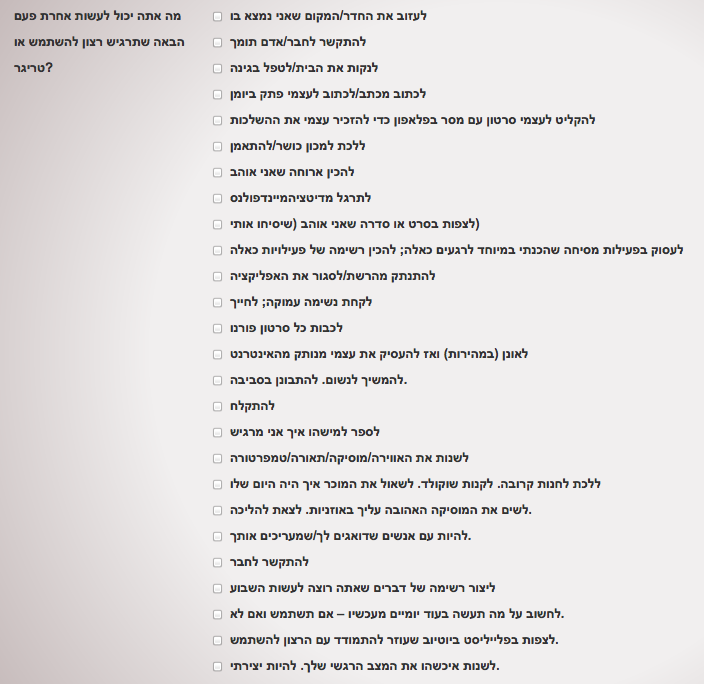 מה אתה יכול לעשות אחרת פעם
הבאה שתרגיש רצון להשתמש או
טריגר?
לעזוב את החדר/המקום שאני נמצא בו
להתקשר לחבר/אדם תומך
לנקות את הבית/לטפל בגינה
לכתוב מכתב/לכתוב לעצמי פתק ביומן
להקליט לעצמי סרטון עם מסר בפלאפון כדי להזכיר עצמי את ההשלכות
ללכת למכון כושר/להתאמן
להכין ארוחה שאני אוהב
לתרגל מדיטציהמיינדפולנס
לצפות בסרט או סדרה שאני אוהב (שיסיחו אותי)
לעסוק בפעילות מסיחה שהכנתי במיוחד לרגעים כאלה; להכין רשימה של פעילויות כאלה
להתנתק מהרשת/לסגור את האפליקציה
לקחת נשימה עמוקה; לחייך
לכבות כל סרטון פורנו
לאונן (במהירות) ואז להעסיק את עצמי מנותק מהאינטרנט
להמשיך לנשום. להתבונן בסביבה.
להתקלח
לספר למישהו איך אני מרגיש
לשנות את האווירה/מוסיקה/תאורה/טמפרטורה
ללכת לחנות קרובה. לקנות שוקולד. לשאול את המוכר איך היה היום שלו
לשים את המוסיקה האהובה עליך באוזניות. לצאת להליכה.
להיות עם אנשים שדואגים לך/שמעריכים אותך.
להתקשר לחבר
ליצור רשימה של דברים שאתה רוצה לעשות השבוע
לחשוב על מה תעשה בעוד יומיים מעכשיו – אם תשתמש ואם לא.
לצפות בפלייליסט ביוטיוב שעוזר להתמודד עם הרצון להשתמש.
לשנות איכשהו את המצב הרגשי שלך. להיות יצירתי.